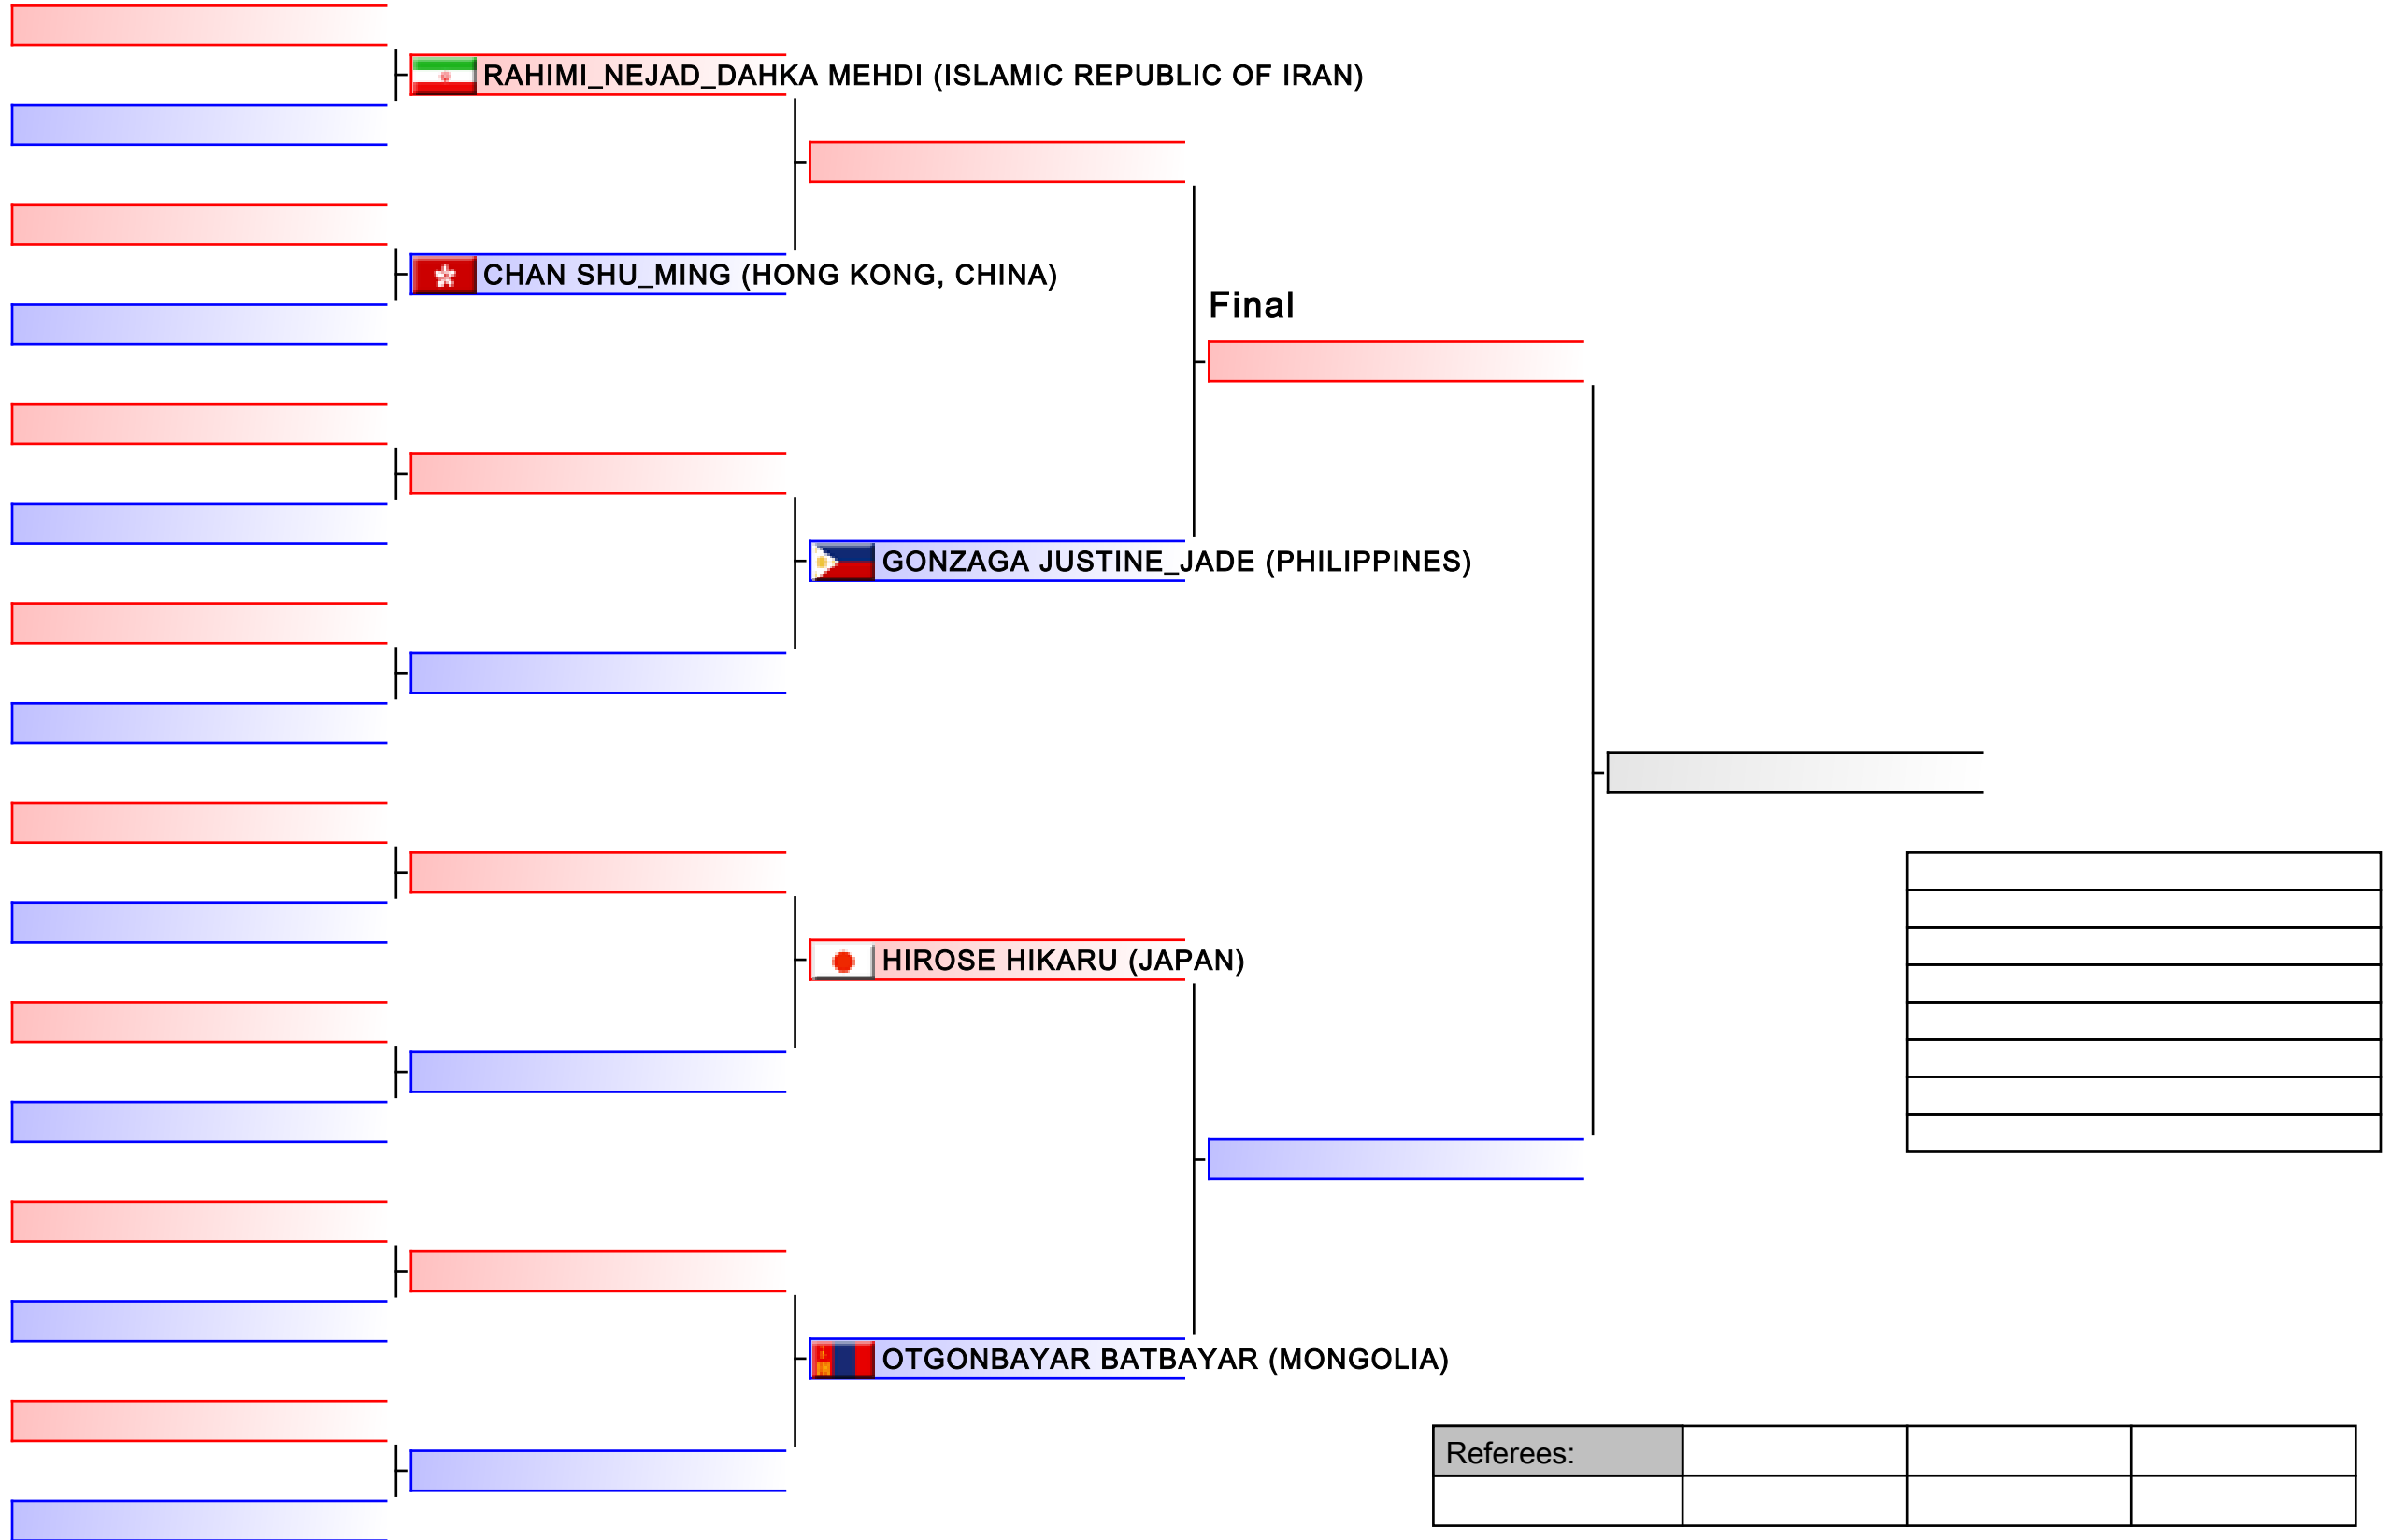 RAHIMI_NEJAD_DAHKA MEHDI (ISLAMIC REPUBLIC OF IRAN)
CHAN SHU_MING (HONG KONG, CHINA)
Final
GONZAGA JUSTINE_JADE (PHILIPPINES)
HIROSE HIKARU (JAPAN)
OTGONBAYAR BATBAYAR (MONGOLIA)
Referees: